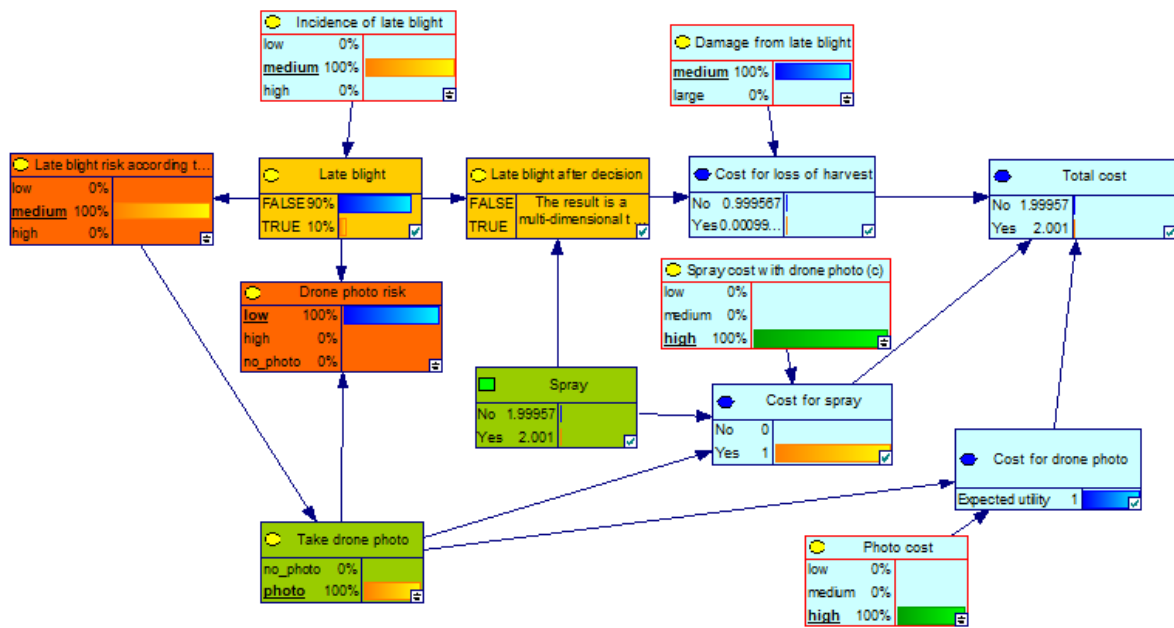 Incidence of late blight
low 0%
medium 100%
high 0%
Damage from late blight
medium 100%
large 0%
Late blight risk according t...
low 0%
medium 100%
high 0%
Late blight
FALSE 90%
TRUE 10%
Late blight after decision
FALSE
TRUE
The result is a
multi-dimensional t ...
Cost for loss of harvest
No 0.999567
Yes 0.00099...
Total cost
No 1.99957
Yes 2.001
Drone photo risk
low 100%
high 0%
no_photo 0%
Spray cost with drone photo (c)
low 0%
medium 0%
high 100%
Spray
No 1.99957
Yes 2.001
Cost for spray
No 0
Yes 1
Cost for drone photo
Expected utility 1
Take drone photo
no_photo 0%
photo 100%
Photo cost
low 0%
medium 0%
high 100%